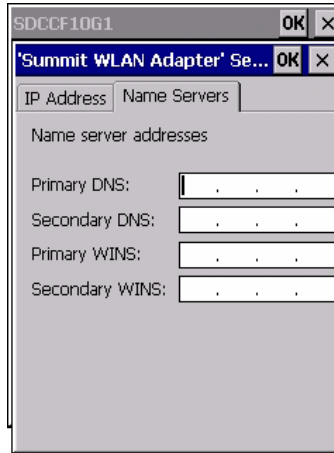 SDCCF10G1 OK ×
'Summit WLAN Adapter' Se... OK ×
IP Address Name Servers
Name server addresses
Primary DNS: . . .
Secondary DNS: . . .
Primary WINS: . . .
Secondary WINS: . . .